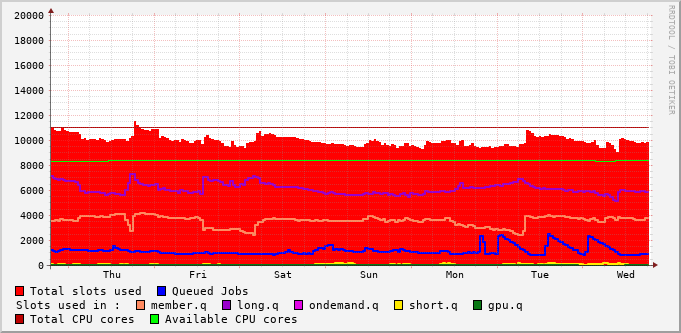 RRDTOOL / TOBI OETIKER
20000
18000
16000
14000
12000
10000
8000
6000
4000
2000
0
Thu Fri Sat Sun Mon Tue Wed
Total slots used Queued Jobs
Slots used in : member.q long.q ondemand.q short.q gpu.q
Total CPU cores Available CPU cores